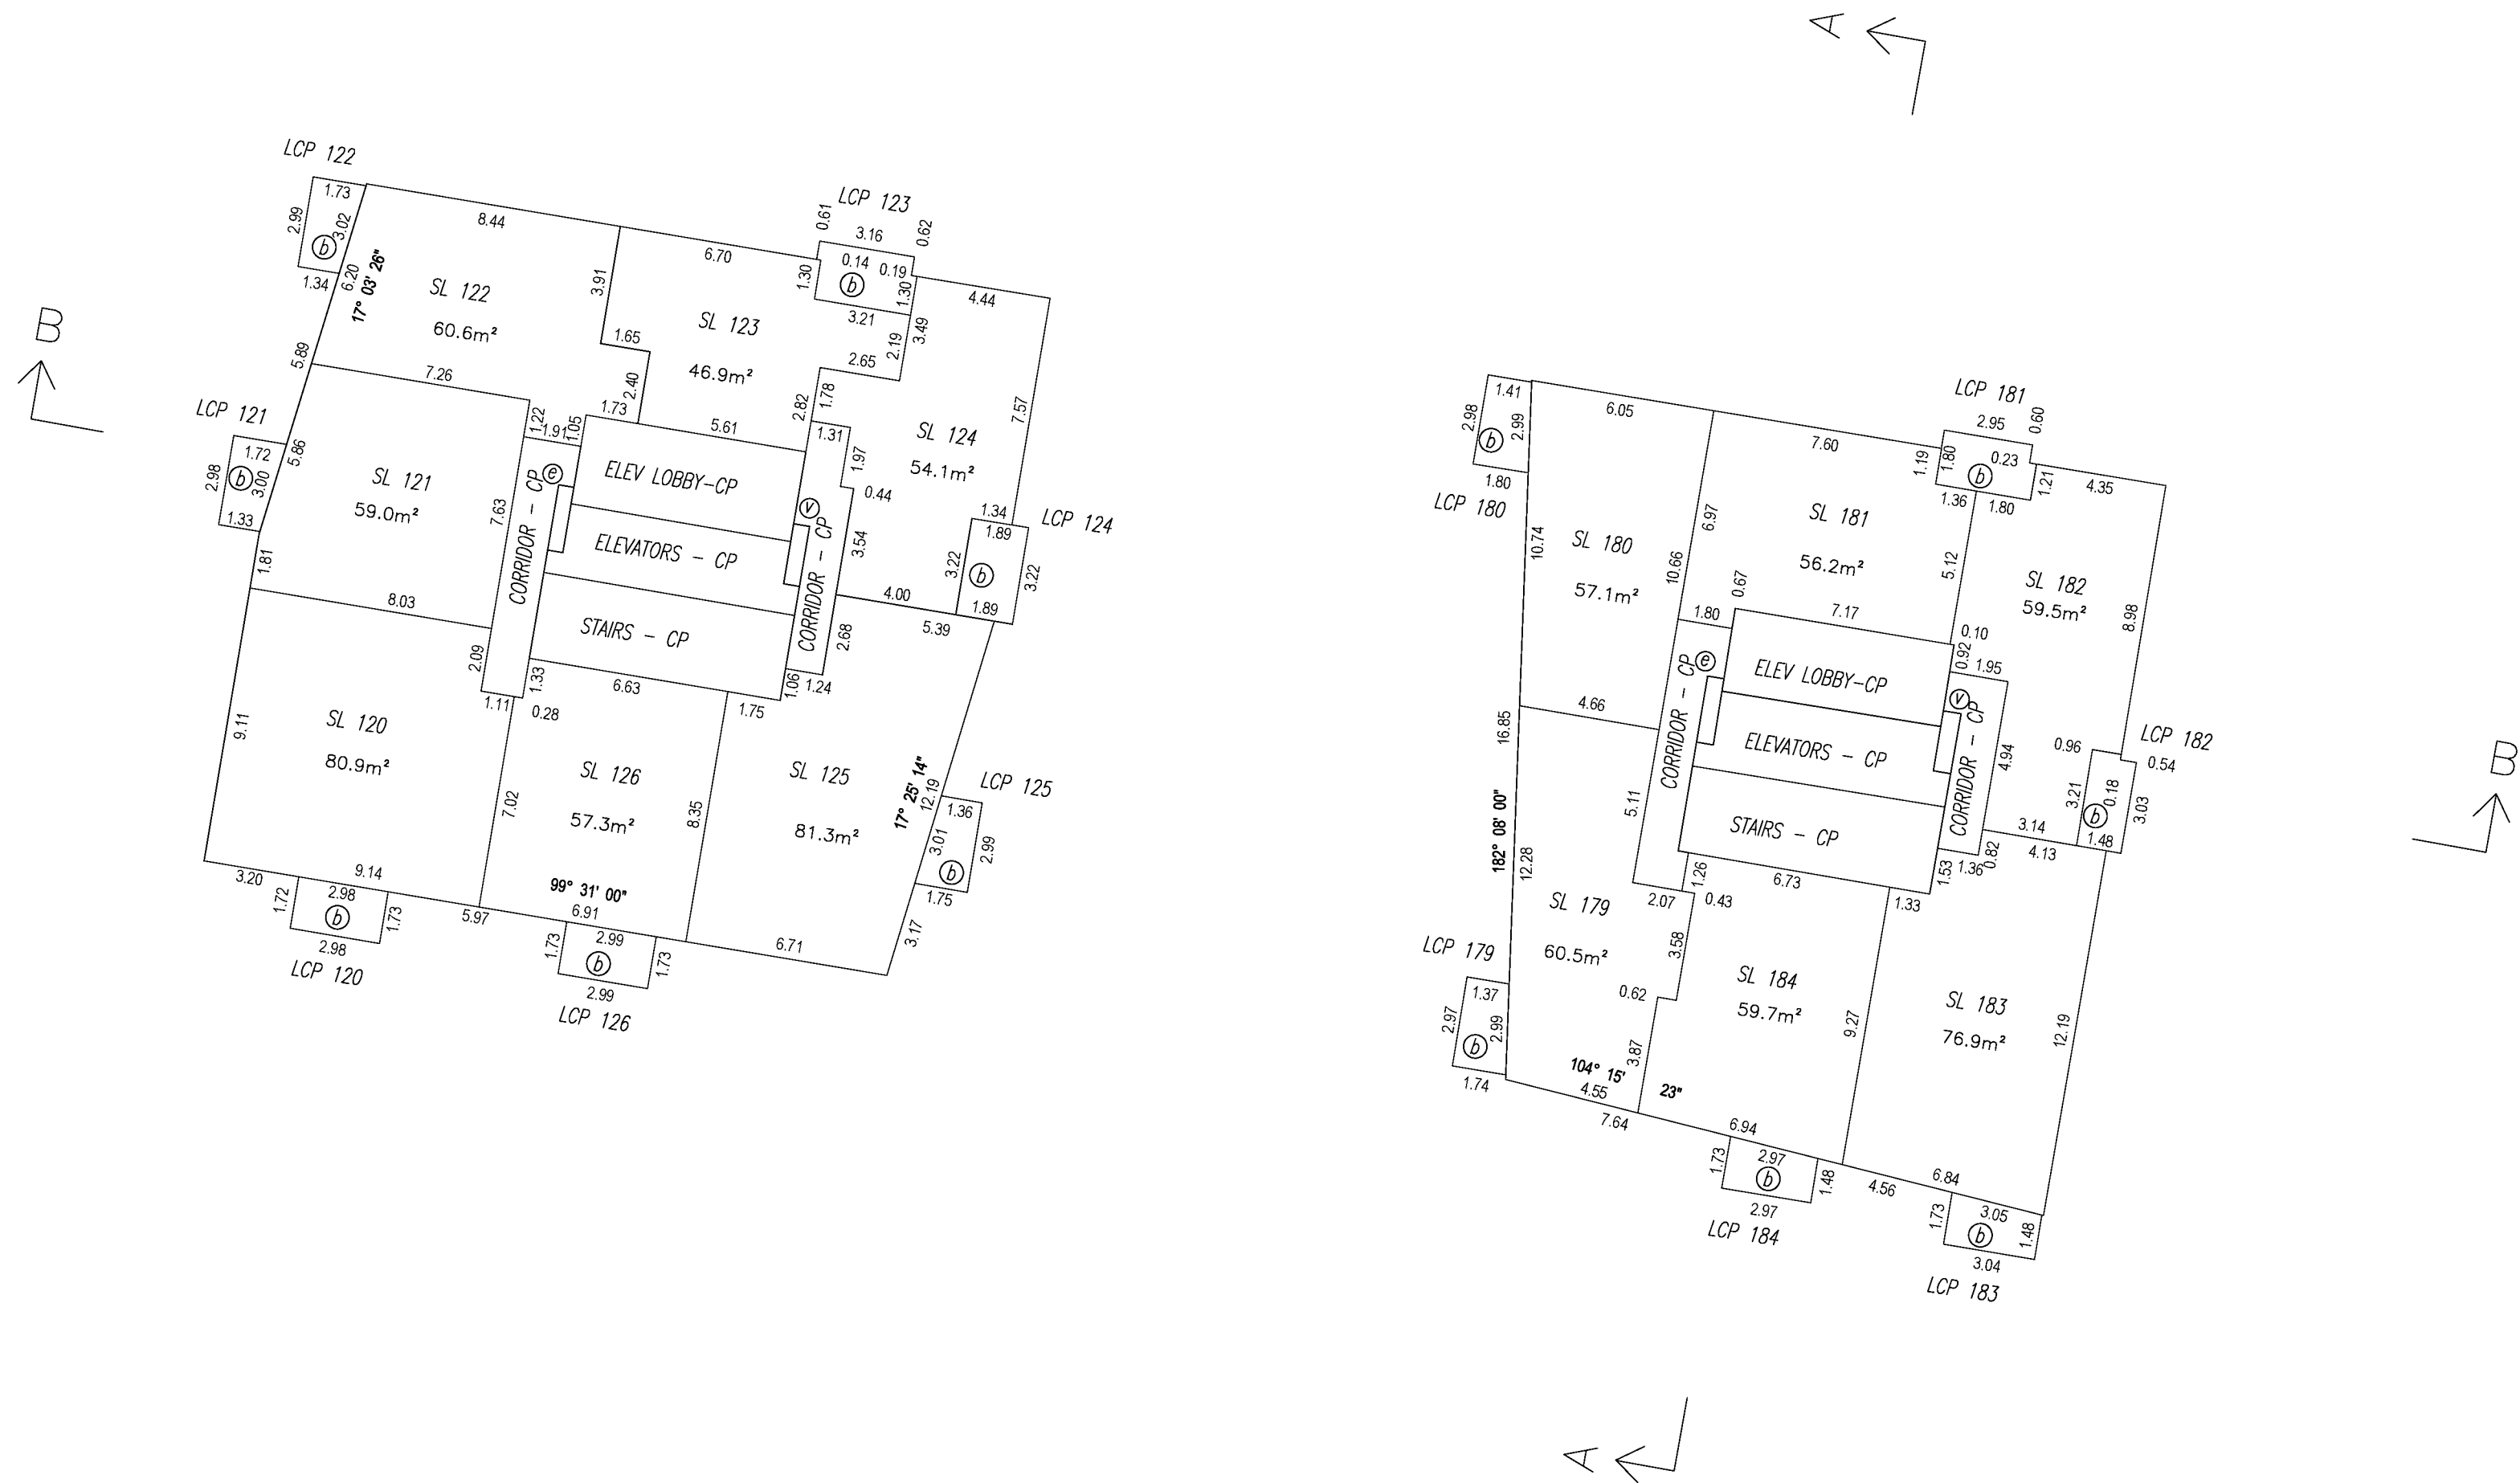 A
LCP 122
1.73
2.99
3.02
b
1.34
6.20
17° 03' 26"
8.44
SL 122
60.6m²
3.91
1.65
2.40
5.89
7.26
LCP 123
0.61
3.16
0.62
6.70
1.30
0.14
0.19
b
1.30
3.21
4.44
SL 123
46.9m²
2.19
3.49
2.65
1.78
2.82
B
LCP 121
1.72
2.98
b
3.00
5.86
1.33
1.81
SL 121
59.0m²
7.63
8.03
1.22
1.91
1.05
1.73
5.61
1.31
1.97
0.44
3.54
SL 124
54.1m²
7.57
1.34
LCP 124
1.89
3.22
b
3.22
1.89
4.00
5.39
CORRIDOR - CP
e
ELEV LOBBY-CP
ELEVATORS - CP
STAIRS - CP
v
CORRIDOR - CP
2.68
2.09
1.11
1.33
0.28
6.63
1.75
1.06
1.24
SL 120
80.9m²
9.11
7.02
SL 126
57.3m²
8.35
SL 125
81.3m²
17° 25' 14"
12.19
LCP 125
1.36
3.01
2.99
b
1.75
3.17
3.20
9.14
1.72
2.98
b
1.73
2.98
LCP 120
5.97
99° 31' 00"
6.91
1.73
2.99
b
1.73
2.99
LCP 126
6.71
1.41
2.98
2.99
b
1.80
LCP 180
6.05
LCP 181
2.95
0.60
7.60
1.19
1.80
0.23
b
1.21
1.36
1.80
4.35
10.74
SL 180
57.1m²
6.97
10.66
SL 181
56.2m²
5.12
SL 182
59.5m²
8.98
1.80
0.67
7.17
0.10
0.92
1.95
CORRIDOR - CP
e
ELEV LOBBY-CP
ELEVATORS - CP
STAIRS - CP
v
CORRIDOR - CP
4.94
0.96
LCP 182
0.54
3.21
0.18
b
3.03
3.14
1.48
4.13
B
4.66
16.85
182° 08' 00"
12.28
5.11
2.07
1.26
0.43
6.73
1.33
1.53
1.36
0.82
SL 179
60.5m²
3.58
0.62
3.87
LCP 179
1.37
2.97
2.99
b
1.74
SL 184
59.7m²
9.27
SL 183
76.9m²
12.19
104° 15'
23"
4.55
7.64
6.94
1.73
2.97
b
1.48
2.97
LCP 184
4.56
6.84
1.73
3.05
b
1.48
3.04
LCP 183
A